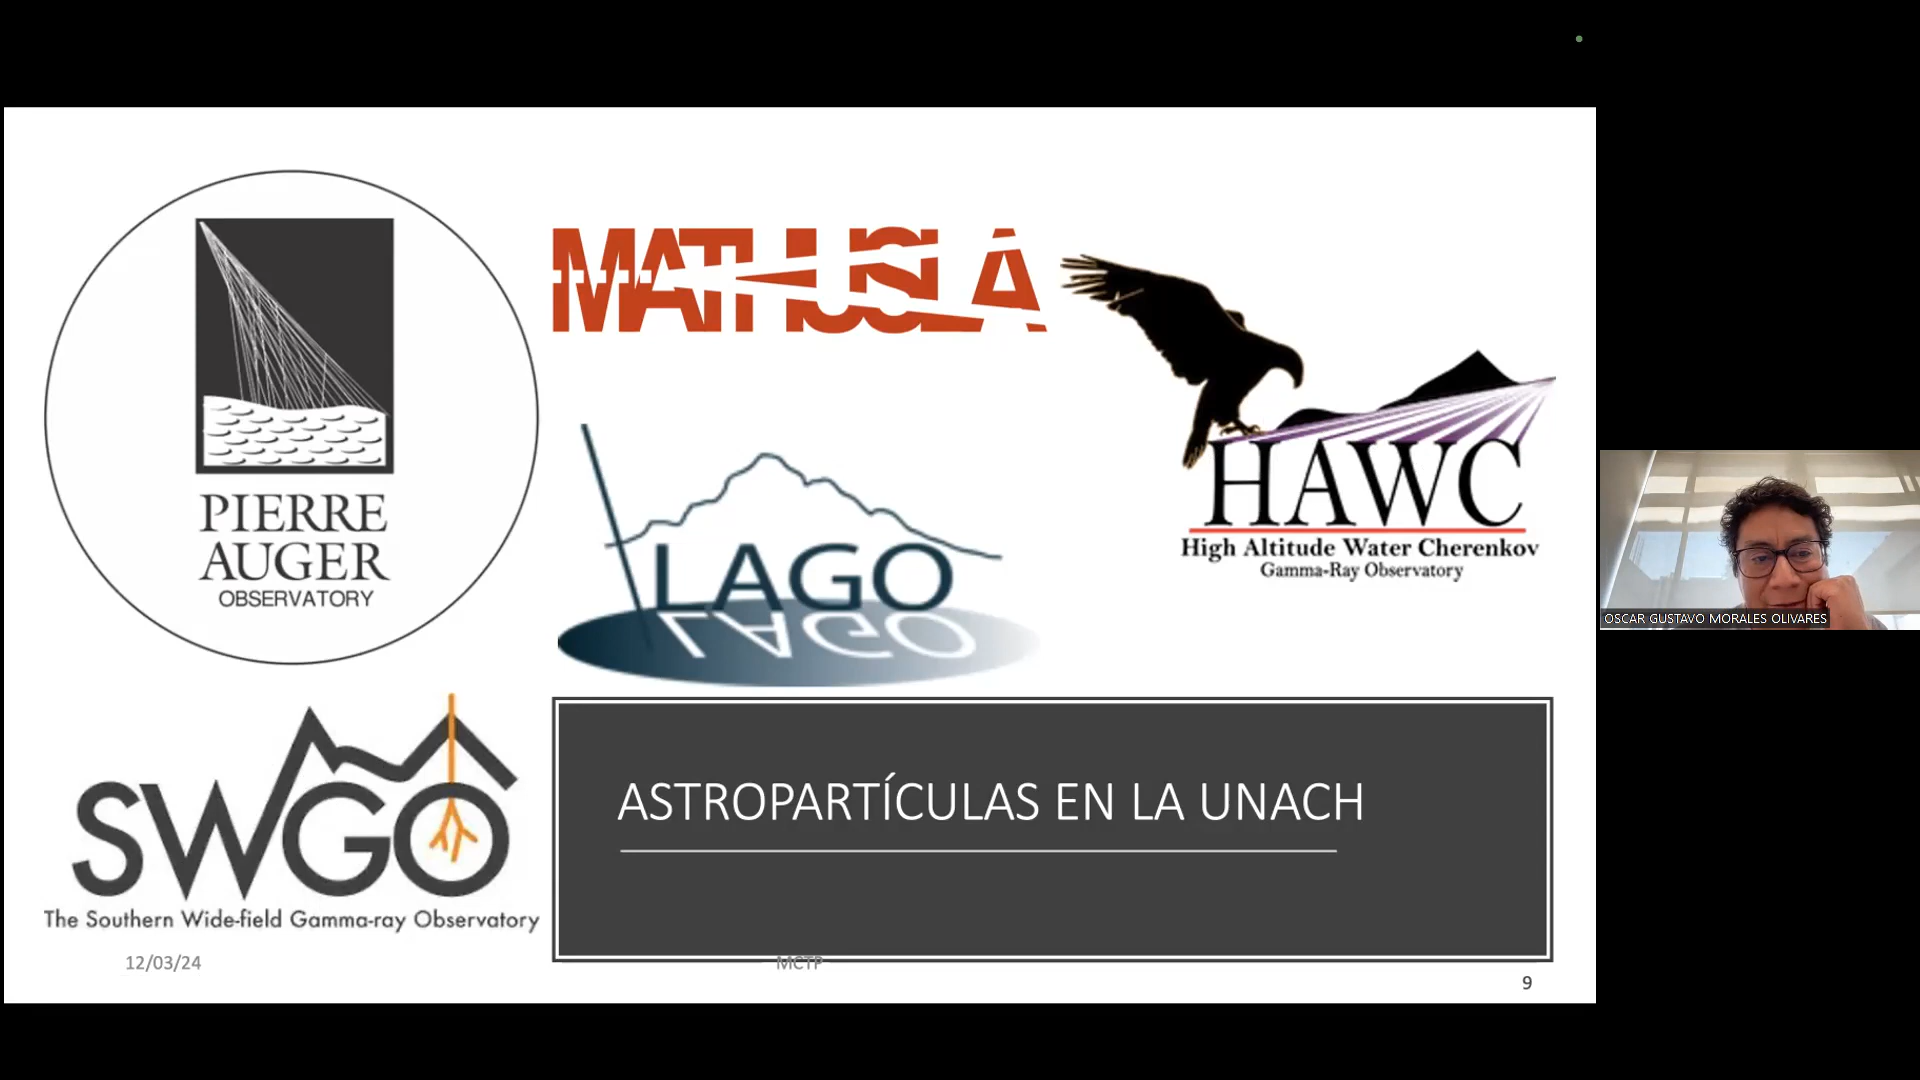 PIERRE
AUGER
OBSERVATORY
MATHUSLA
LAGO
LAGO
HAWC
High Altitude Water Cherenkov
Gamma-Ray Observatory
SWGO
The Southern Wide-field Gamma-ray Observatory
ASTROPARTÍCULAS EN LA UNACH
12/03/24
MCTP
9
OSCAR GUSTAVO MORALES OLIVARES